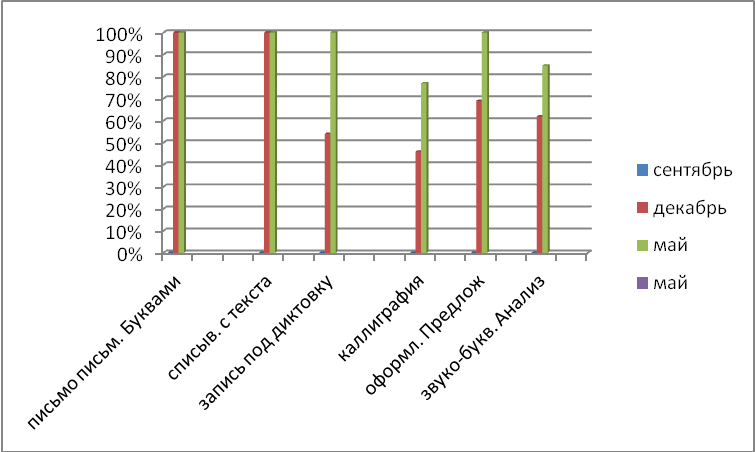 100%
90%
80%
70%
60%
50%
40%
30%
20%
10%
0%
письмо письм. Буквами
списыв. с текста
запись под диктовку
каллиграфия
оформл. Предлож
звуко-букв. Анализ
сентябрь
декабрь
май
май